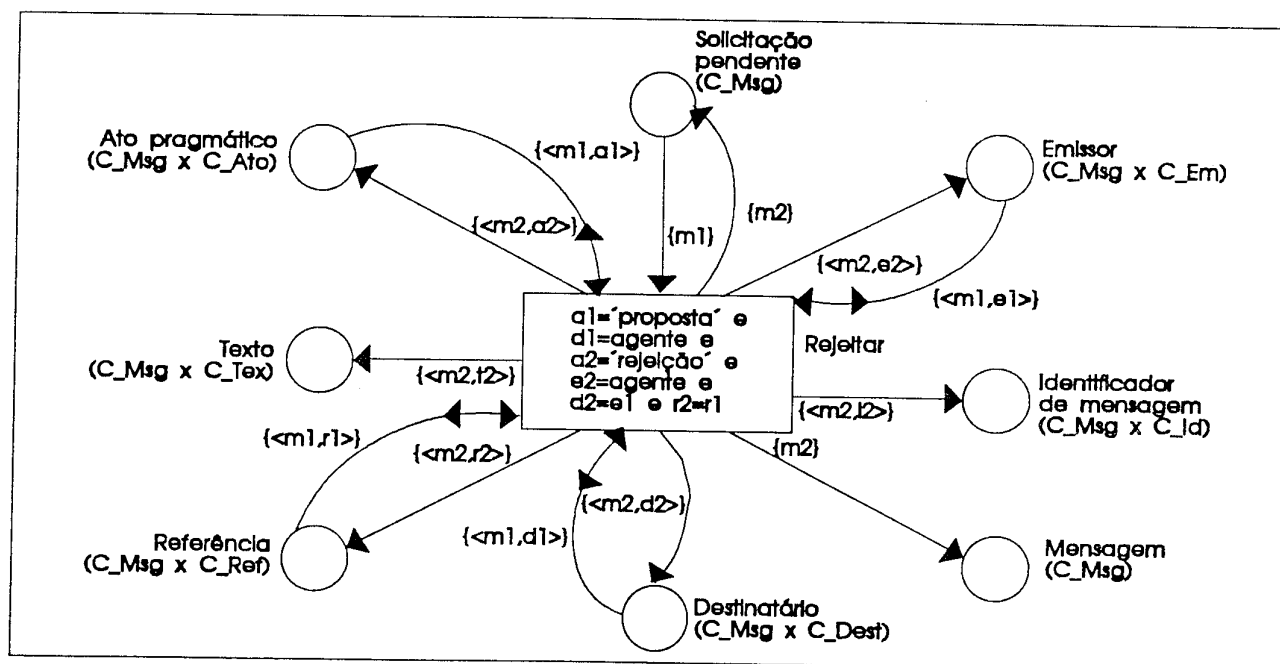 Solicitação
pendente
(C_Msg)
Ato pragmático
(C_Msg x C_Ato)
{<m1,a1>}
Emissor
(C_Msg x C_Em)
{m2}
{<m2,a2>}
{m1}
{<m2,e2>}
{<m1,e1>}
a1=´proposta´ e
d1=agente e
a2=´rejeição´ e
e2=agente e
d2=e1 e r2=r1
Rejeitar
Texto
(C_Msg x C_Tex)
{<m2,t2>}
Identificador
de mensagem
(C_Msg x C_Id)
{<m2,i2>}
{<m1,r1>}
{<m2,r2>}
{m2}
{<m2,d2>}
{<m1,d1>}
Referência
(C_Msg x C_Ref)
Mensagem
(C_Msg)
Destinatário
(C_Msg x C_Dest)